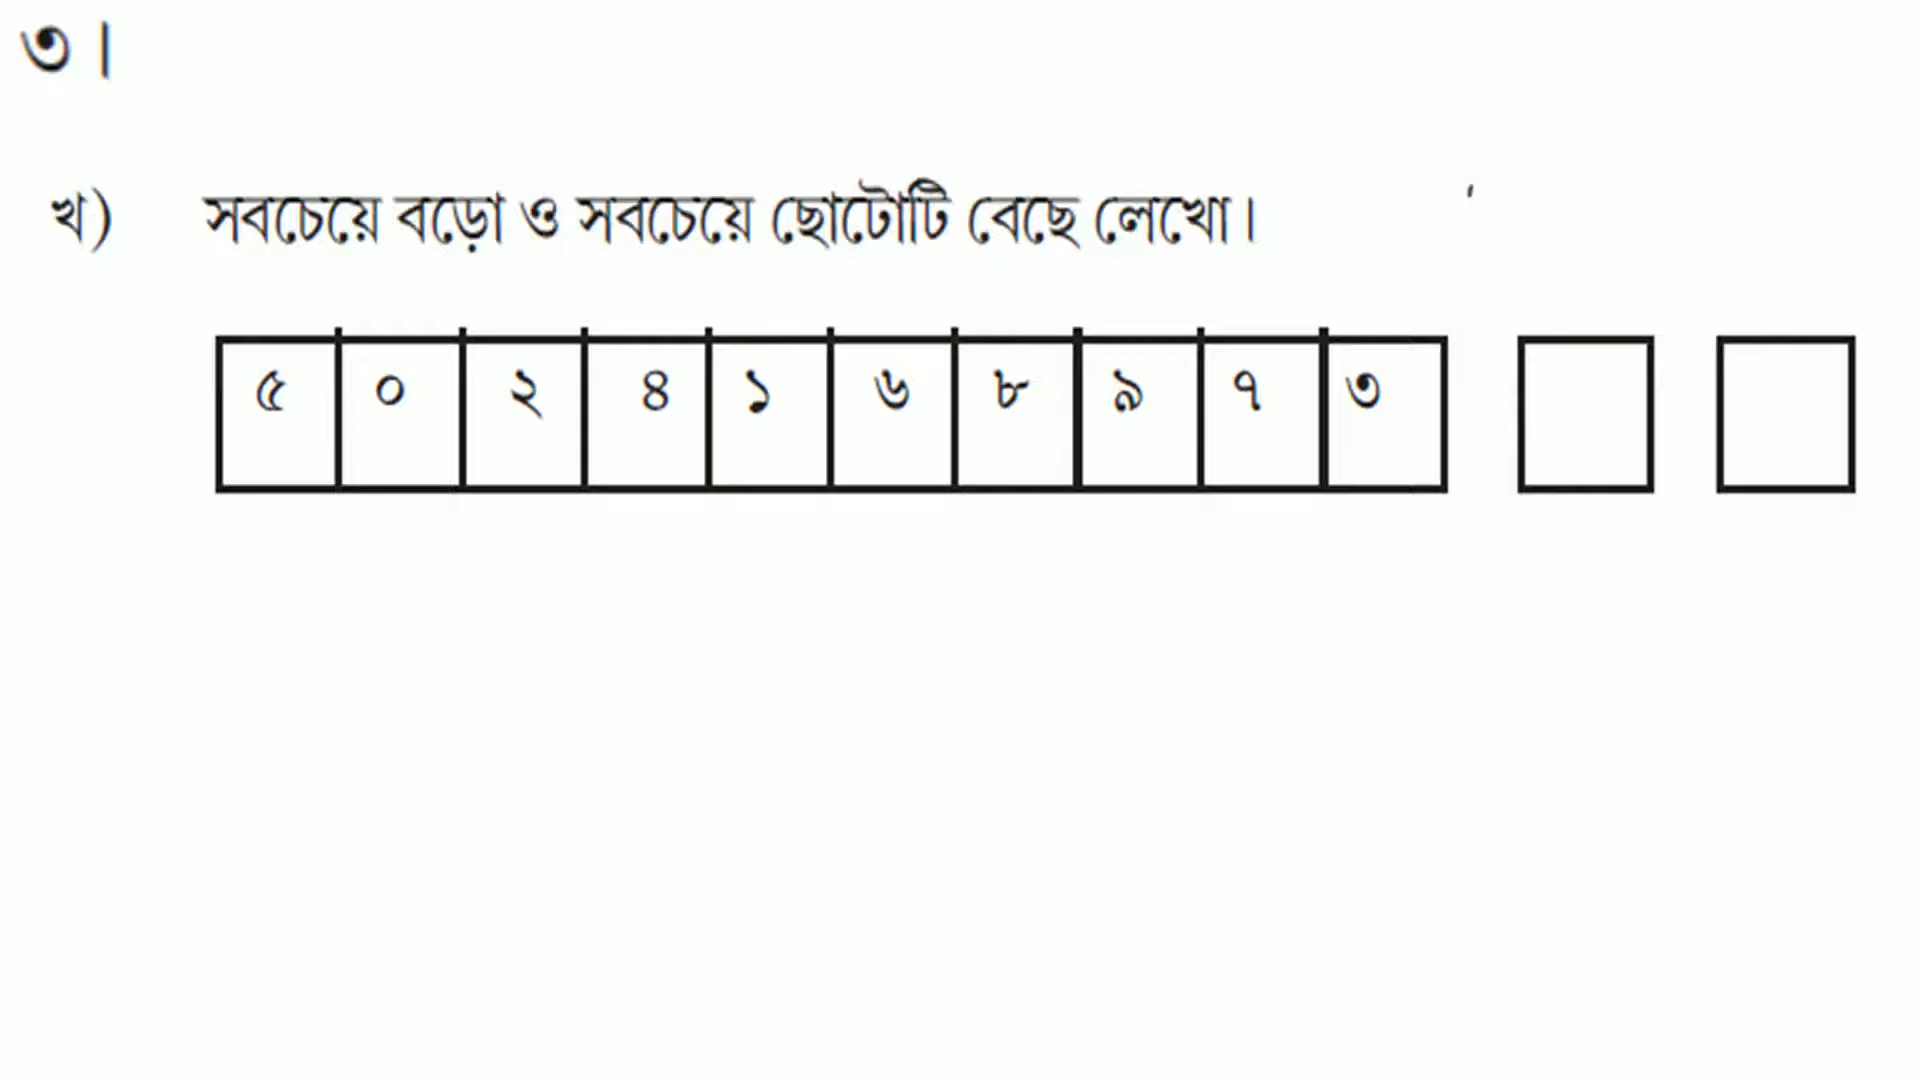 ৩।
খ) সবচেয়ে বড়ো ও সবচেয়ে ছোটোটি বেছে লেখো।
৫ ০ ২ ৪ ১ ৬ ৮ ৯ ৭ ৩